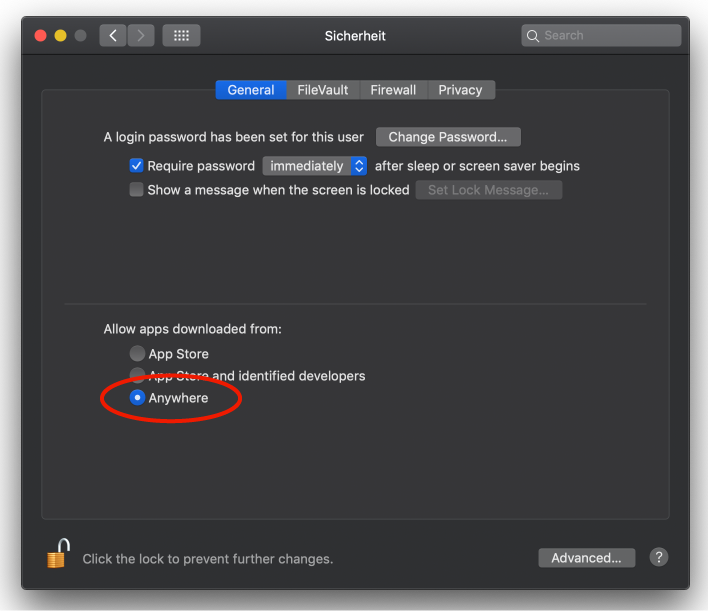 Sicherheit
Search
General FileVault Firewall Privacy
A login password has been set for this user Change Password...
Require password immediately after sleep or screen saver begins
Show a message when the screen is locked Set Lock Message...
Allow apps downloaded from:
App Store
App Store and identified developers
Anywhere
Click the lock to prevent further changes.
Advanced... ?